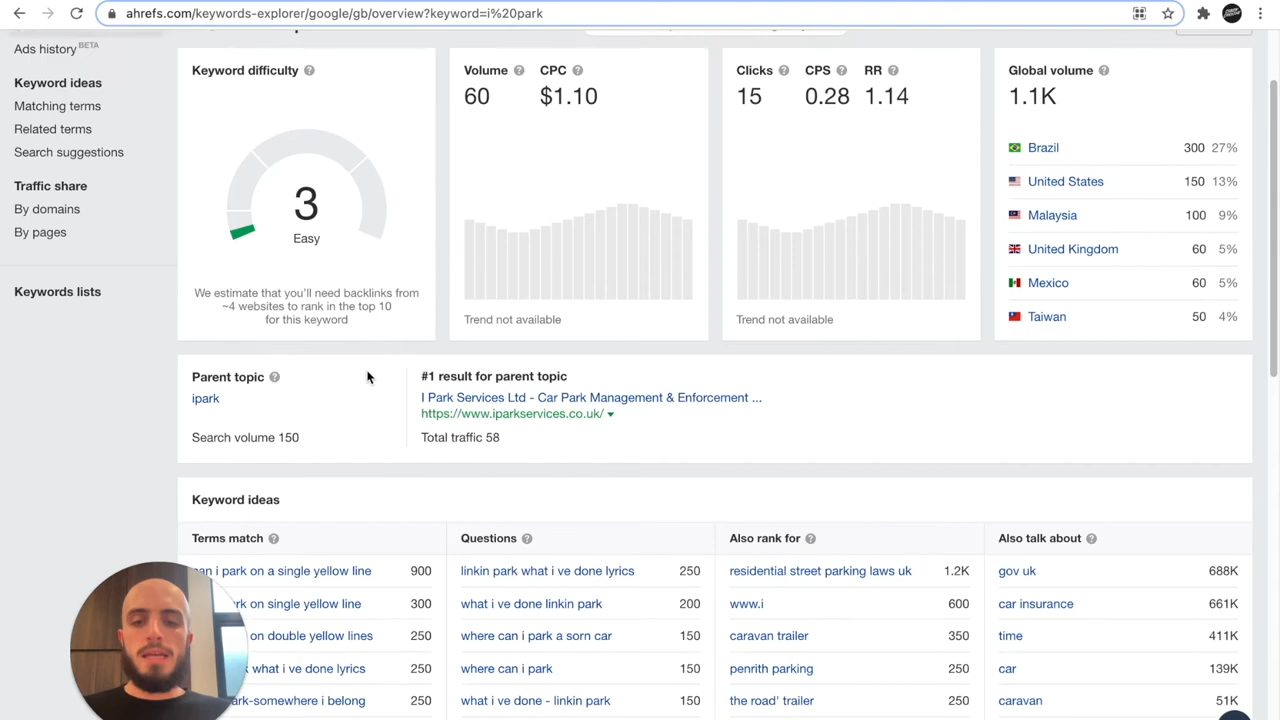 ahrefs.com/keywords-explorer/google/gb/overview?keyword=i%20park
Ads history BETA
Keyword ideas
Matching terms
Related terms
Search suggestions
Traffic share
By domains
By pages
Keywords lists
Keyword difficulty
3
Easy
We estimate that you'll need backlinks from
~4 websites to rank in the top 10
for this keyword
Volume CPC
60 $1.10
Trend not available
Clicks CPS RR
15 0.28 1.14
Trend not available
Global volume
1.1K
Brazil 300 27%
United States 150 13%
Malaysia 100 9%
United Kingdom 60 5%
Mexico 60 5%
Taiwan 50 4%
Parent topic
ipark
Search volume 150
#1 result for parent topic
I Park Services Ltd - Car Park Management & Enforcement ...
https://www.iparkservices.co.uk/
Total traffic 58
Keyword ideas
Terms match
an i park on a single yellow line 900
rk on single yellow line 300
on double yellow lines 250
what i ve done lyrics 250
ark-somewhere i belong 250
Questions
linkin park what i ve done lyrics 250
what i ve done linkin park 200
where can i park a sorn car 150
where can i park 150
what i ve done - linkin park 150
Also rank for
residential street parking laws uk 1.2K
www.i 600
caravan trailer 350
penrith parking 250
the road' trailer 250
Also talk about
gov uk 688K
car insurance 661K
time 411K
car 139K
caravan 51K